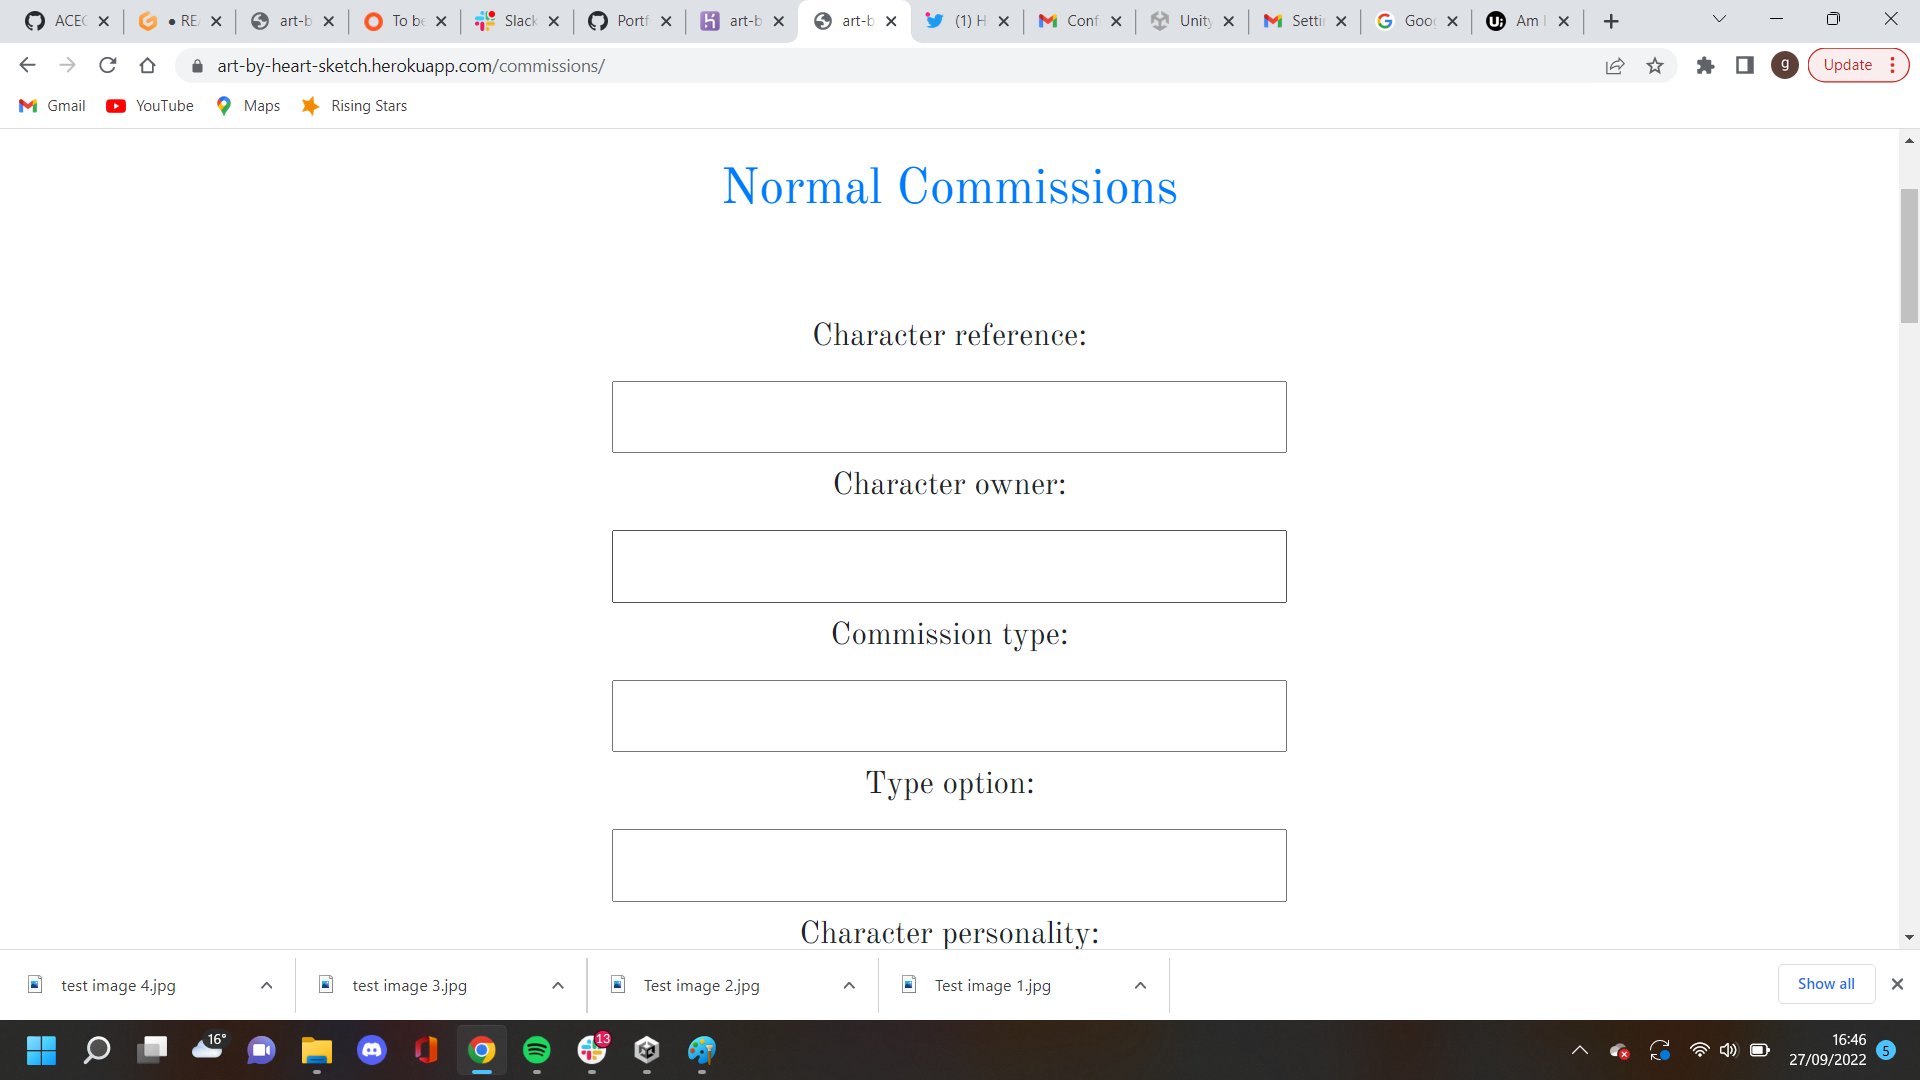 ACEC
RE
art-b
To be
Slack
Portf
art-b
art-b
(1) H
Conf
Unity
Settin
Goog
Am I
art-by-heart-sketch.herokuapp.com/commissions/
g
Update
Gmail
YouTube
Maps
Rising Stars
Normal Commissions
Character reference:
Character owner:
Commission type:
Type option:
Character personality:
test image 4.jpg
test image 3.jpg
Test image 2.jpg
Test image 1.jpg
Show all
16°
13
16:46
27/09/2022
5